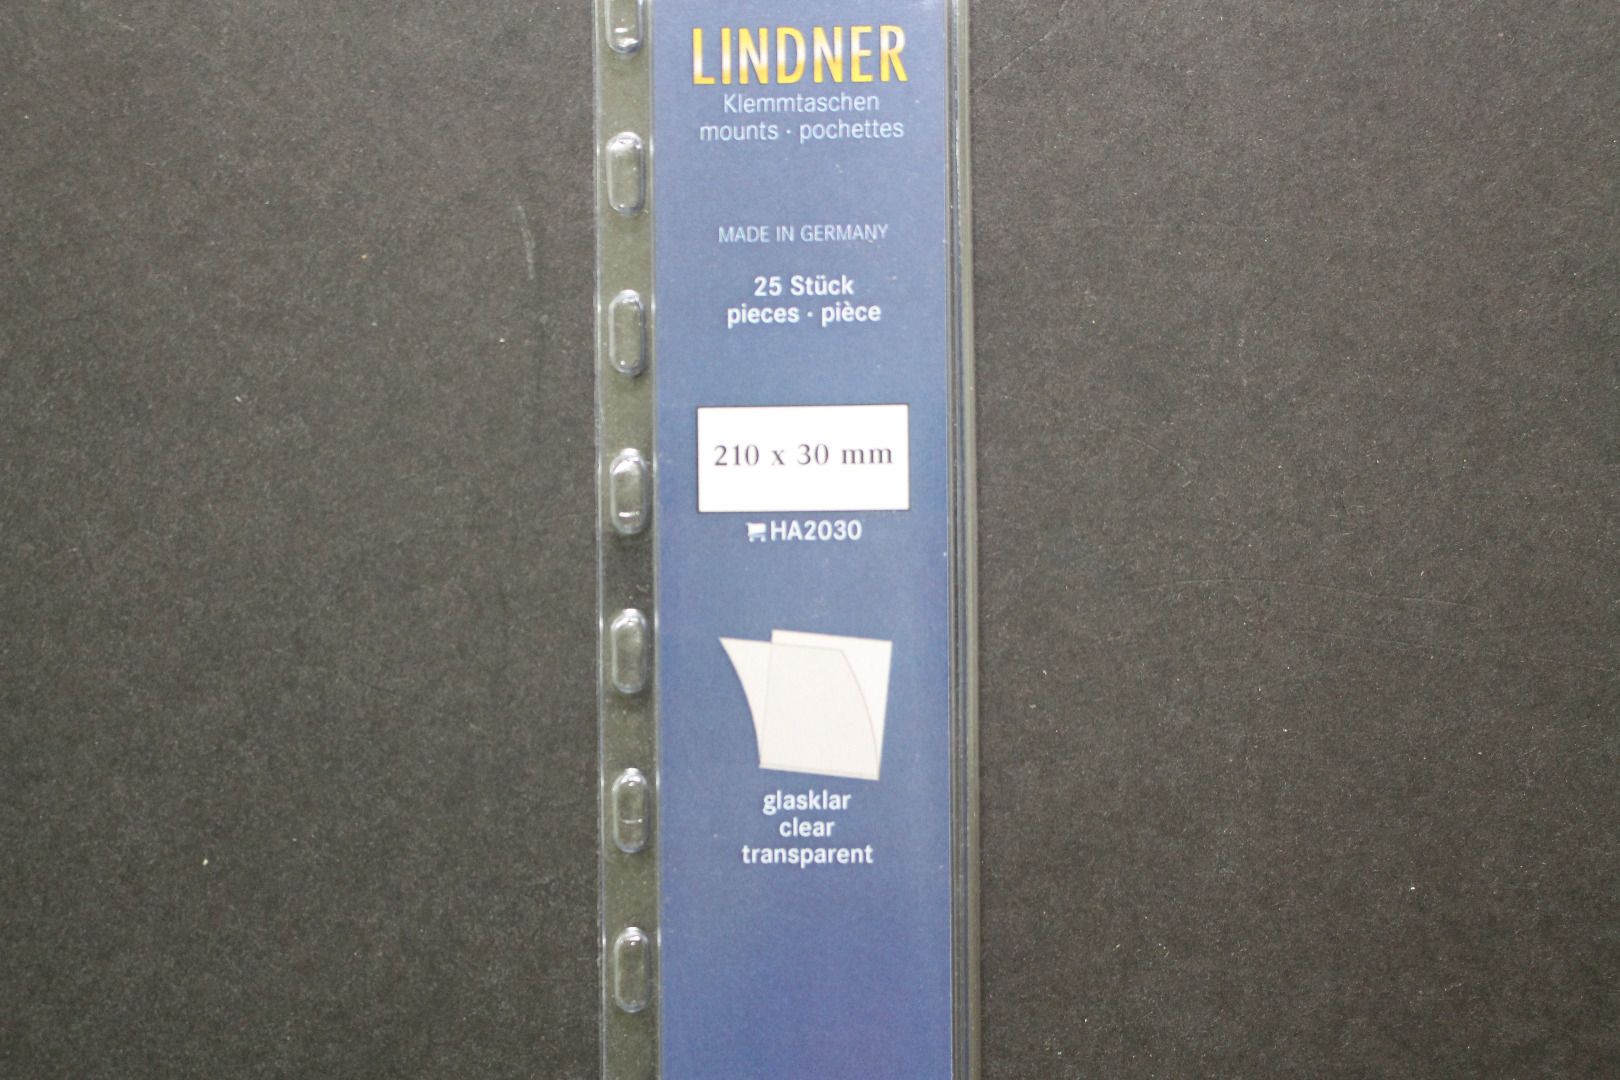 LINDNER
Klemmtaschen
mounts · pochettes
MADE IN GERMANY
25 Stück
pieces · pièce
210 x 30 mm
HA2030
glasklar
clear
transparent